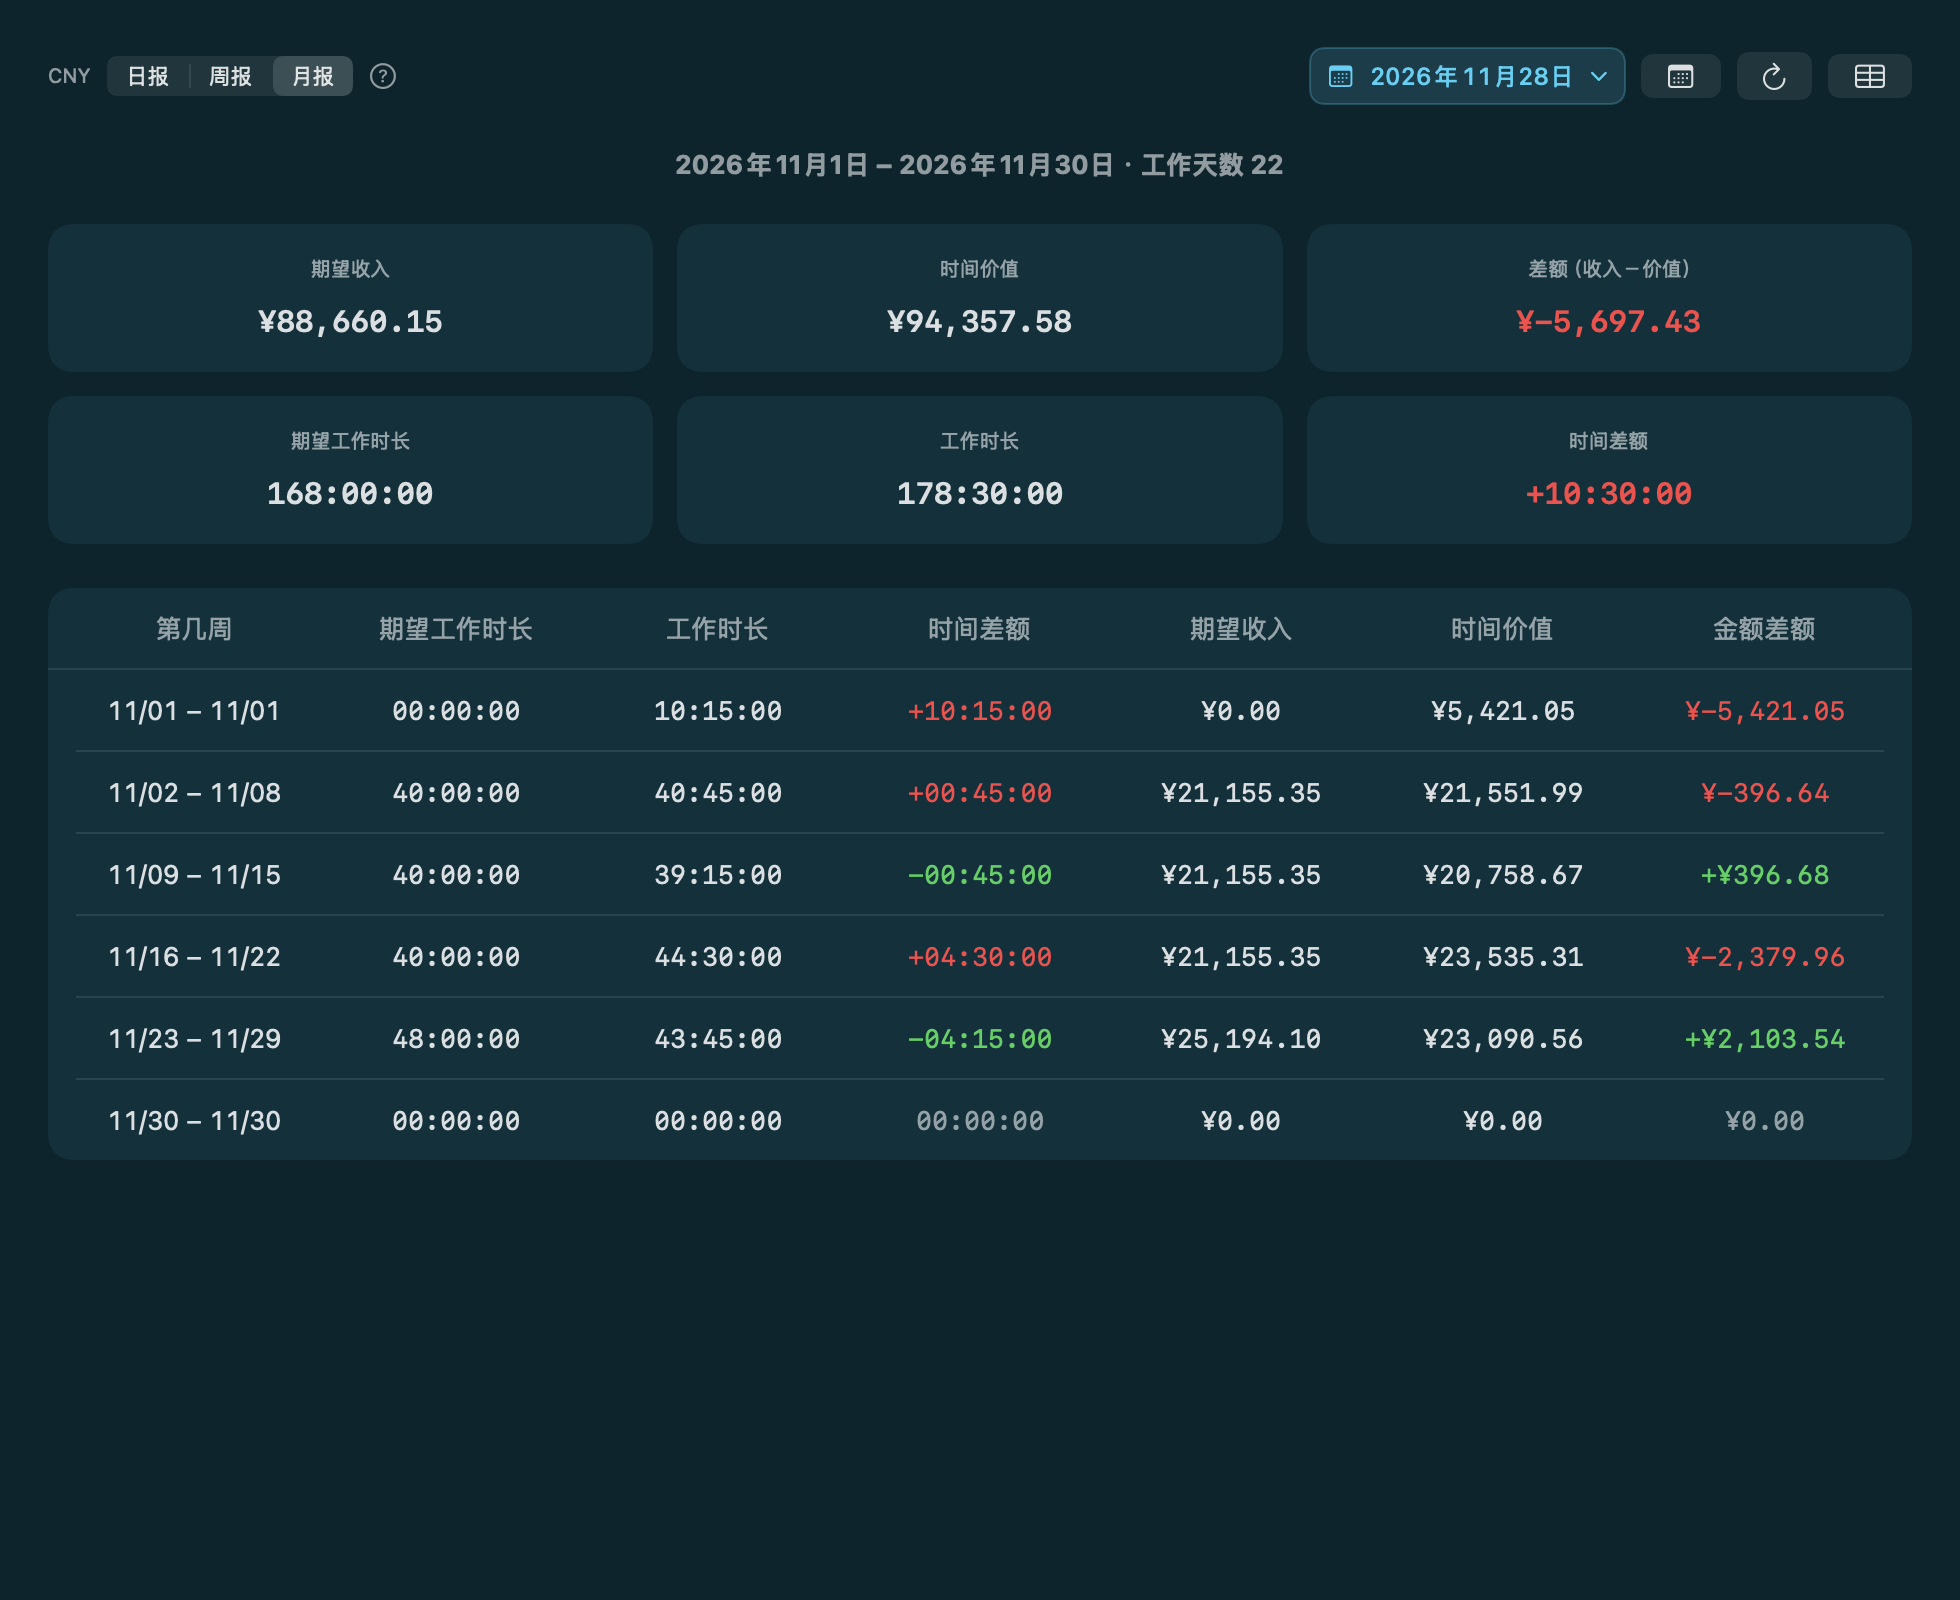 CNY 日报 周报 月报 ? 2026年11月28日
2026年11月1日 – 2026年11月30日 · 工作天数 22
期望收入 时间价值 差额 (收入－价值)
¥88,660.15 ¥94,357.58 ¥−5,697.43
期望工作时长 工作时长 时间差额
168:00:00 178:30:00 +10:30:00
第几周 期望工作时长 工作时长 时间差额 期望收入 时间价值 金额差额
11/01 – 11/01 00:00:00 10:15:00 +10:15:00 ¥0.00 ¥5,421.05 ¥−5,421.05
11/02 – 11/08 40:00:00 40:45:00 +00:45:00 ¥21,155.35 ¥21,551.99 ¥−396.64
11/09 – 11/15 40:00:00 39:15:00 −00:45:00 ¥21,155.35 ¥20,758.67 +¥396.68
11/16 – 11/22 40:00:00 44:30:00 +04:30:00 ¥21,155.35 ¥23,535.31 ¥−2,379.96
11/23 – 11/29 48:00:00 43:45:00 −04:15:00 ¥25,194.10 ¥23,090.56 +¥2,103.54
11/30 – 11/30 00:00:00 00:00:00 00:00:00 ¥0.00 ¥0.00 ¥0.00